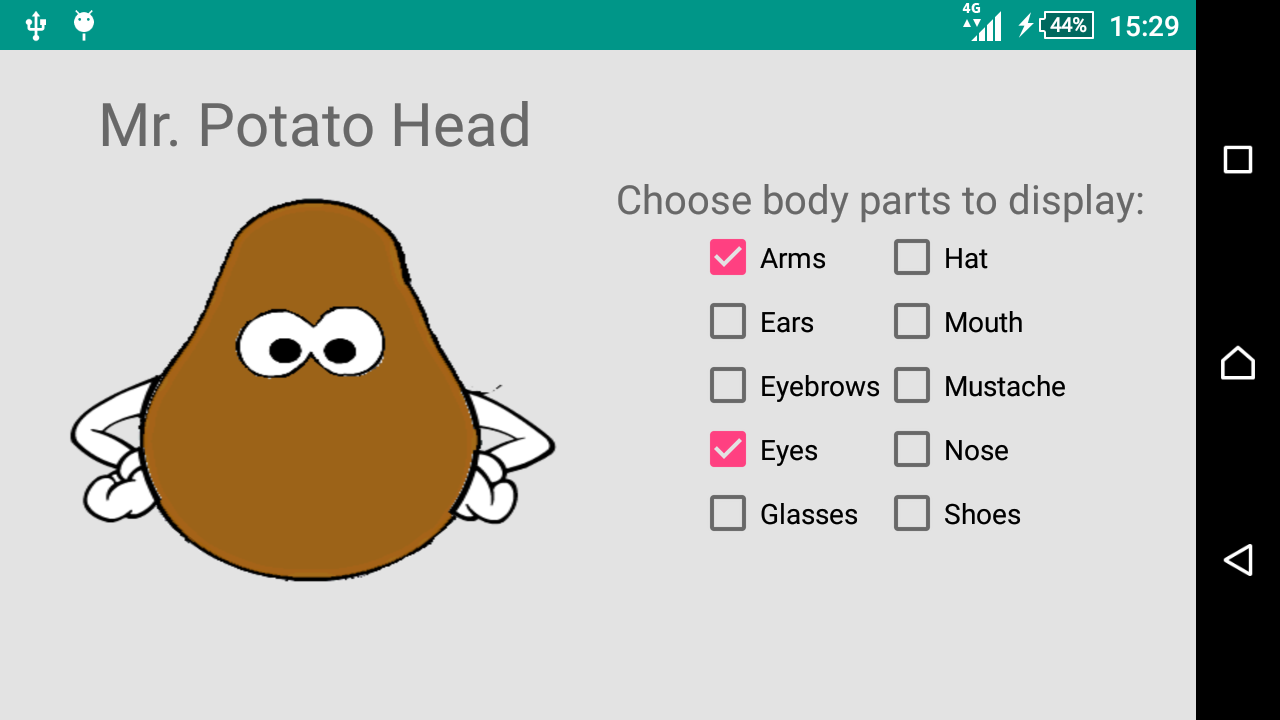 4G
44%
15:29
Mr. Potato Head
Choose body parts to display:
Arms
Hat
Ears
Mouth
Eyebrows
Mustache
Eyes
Nose
Glasses
Shoes